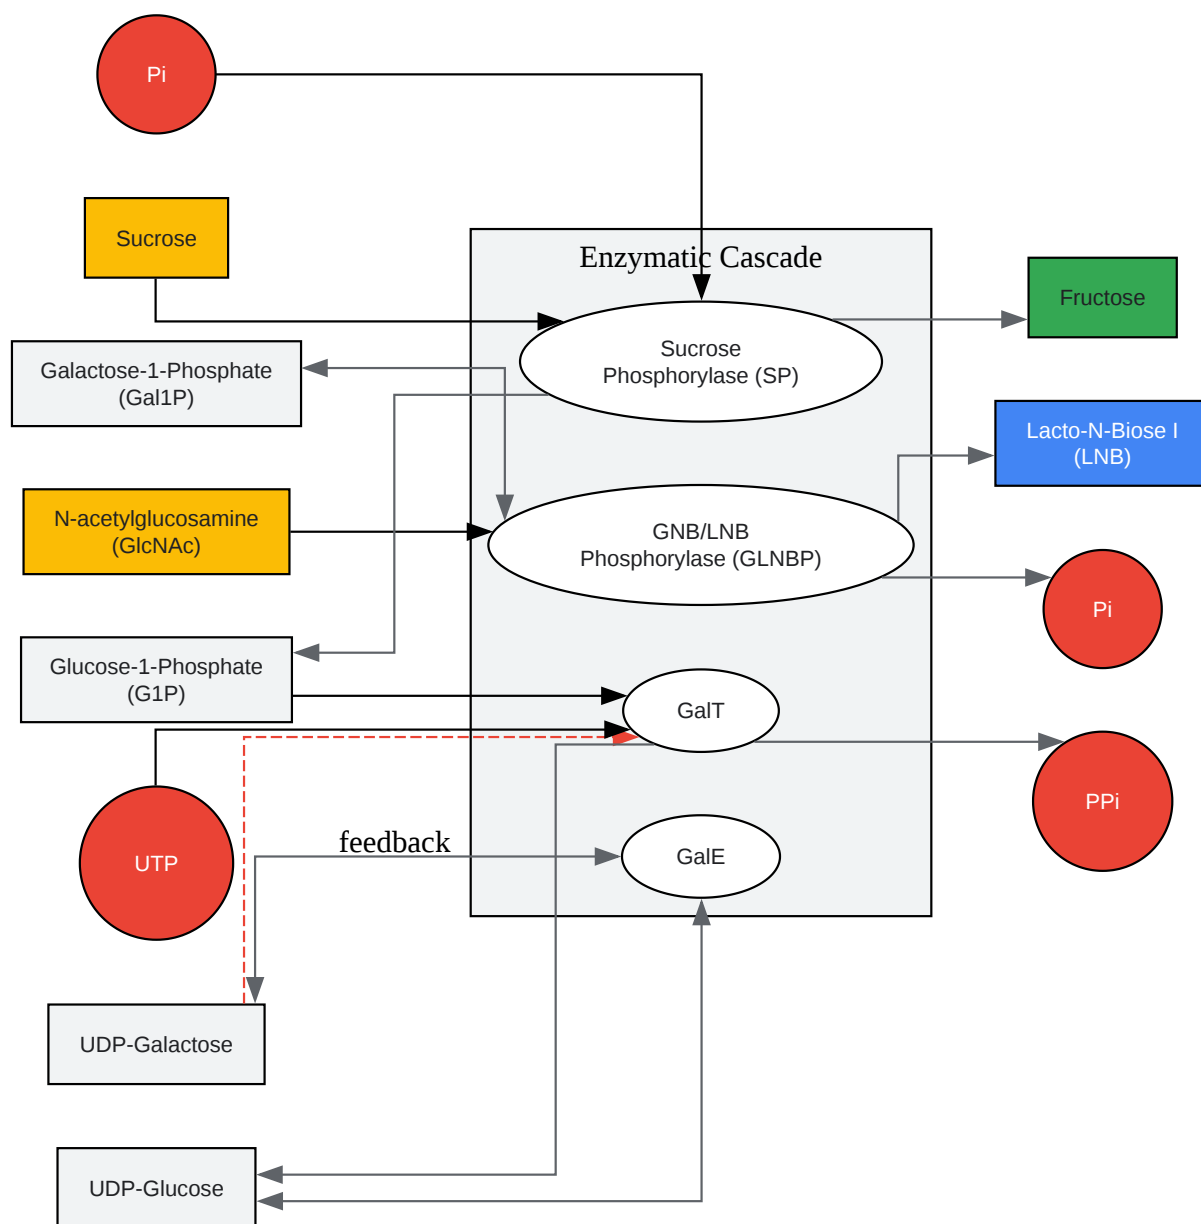 Pi
Sucrose
Enzymatic Cascade
Fructose
Sucrose
Phosphorylase (SP)
Galactose-1-Phosphate
(Gal1P)
Lacto-N-Biose I
(LNB)
N-acetylglucosamine
(GlcNAc)
GNB/LNB
Phosphorylase (GLNBP)
Pi
Glucose-1-Phosphate
(G1P)
GalT
PPi
UTP
feedback
GalE
UDP-Galactose
UDP-Glucose